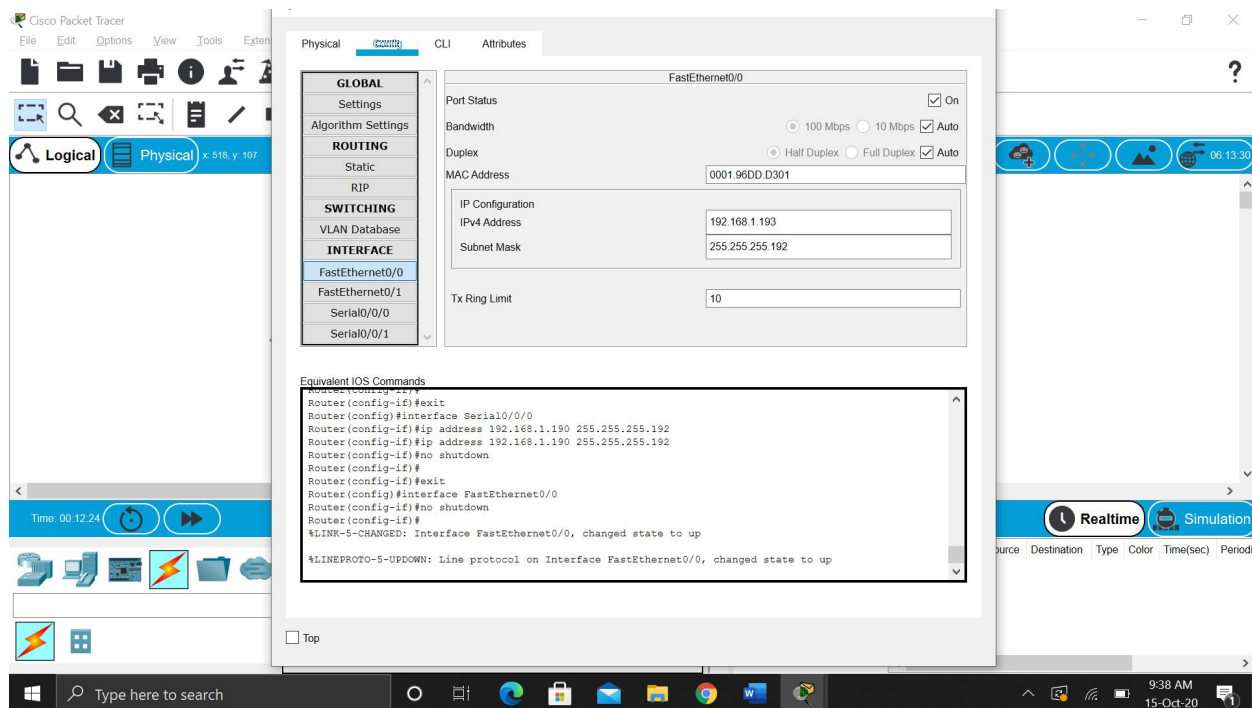 Cisco Packet Tracer
File Edit Options View Tools Exten
Physical Config CLI Attributes
GLOBAL
Settings
Algorithm Settings
ROUTING
Static
RIP
SWITCHING
VLAN Database
INTERFACE
FastEthernet0/0
FastEthernet0/1
Serial0/0/0
Serial0/0/1
FastEthernet0/0
Port Status On
Bandwidth 100 Mbps 10 Mbps Auto
Duplex Half Duplex Full Duplex Auto
MAC Address 0001.96DD.D301
IP Configuration
IPv4 Address 192.168.1.193
Subnet Mask 255.255.255.192
Tx Ring Limit 10
?
Logical Physical x: 518, y: 107
06:13:30
Equivalent IOS Commands
Router(config-if)#
Router(config-if)#exit
Router(config)#interface Serial0/0/0
Router(config-if)#ip address 192.168.1.190 255.255.255.192
Router(config-if)#ip address 192.168.1.190 255.255.255.192
Router(config-if)#no shutdown
Router(config-if)#
Router(config-if)#exit
Router(config)#interface FastEthernet0/0
Router(config-if)#no shutdown
Router(config-if)#
%LINK-5-CHANGED: Interface FastEthernet0/0, changed state to up
%LINEPROTO-5-UPDOWN: Line protocol on Interface FastEthernet0/0, changed state to up
Top
Time: 00:12:24
Realtime Simulation
ource Destination Type Color Time(sec) Periodi
Type here to search
W
9:38 AM
15-Oct-20
1